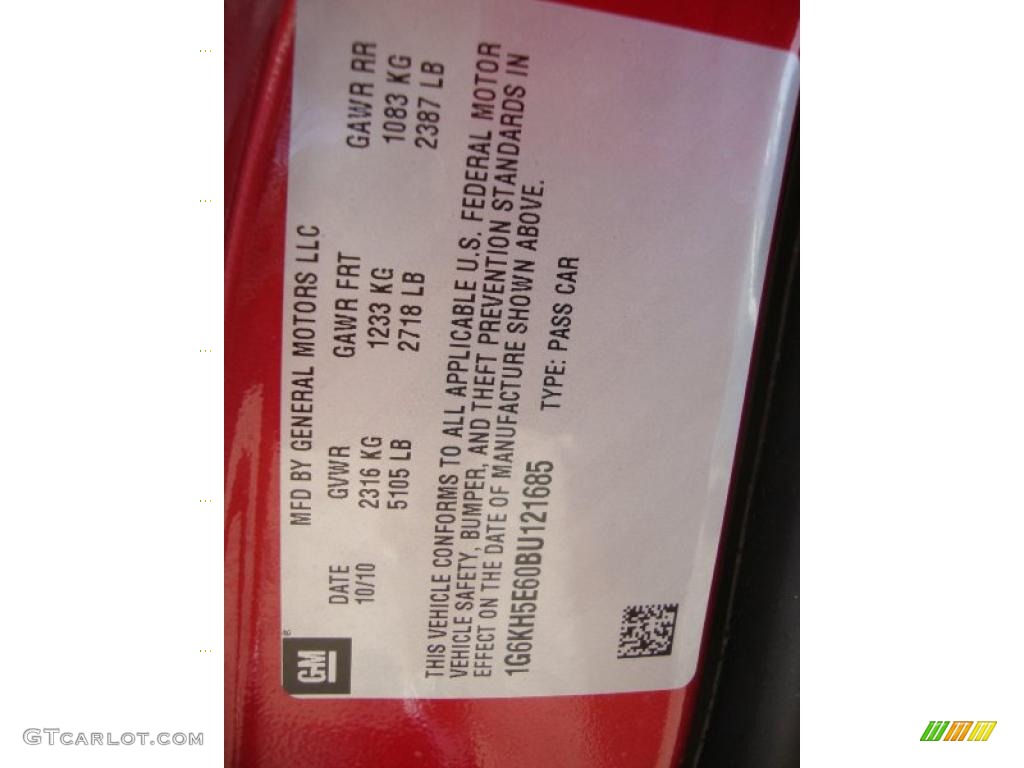 MFD BY GENERAL MOTORS LLC
DATE GVWR GAWR FRT GAWR RR
10/10 2316 KG 1233 KG 1083 KG
5105 LB 2718 LB 2387 LB
THIS VEHICLE CONFORMS TO ALL APPLICABLE U.S. FEDERAL MOTOR
VEHICLE SAFETY, BUMPER, AND THEFT PREVENTION STANDARDS IN
EFFECT ON THE DATE OF MANUFACTURE SHOWN ABOVE.
1G6KH5E60BU121685 TYPE: PASS CAR
GM®
GTCARLOT.COM